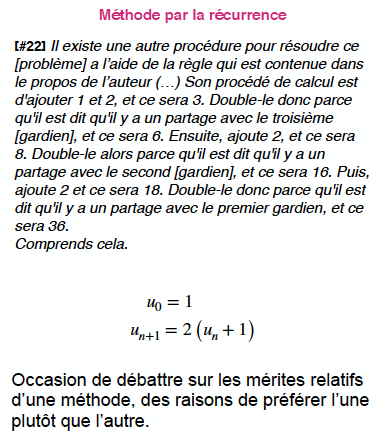 Méthode par la récurrence
[#22] Il existe une autre procédure pour résoudre ce
[problème] a l'aide de la règle qui est contenue dans
le propos de l'auteur (…) Son procédé de calcul est
d'ajouter 1 et 2, et ce sera 3. Double-le donc parce
qu'il est dit qu'il y a un partage avec le troisième
[gardien], et ce sera 6. Ensuite, ajoute 2, et ce sera
8. Double-le alors parce qu'il est dit qu'il y a un
partage avec le second [gardien], et ce sera 16. Puis,
ajoute 2 et ce sera 18. Double-le donc parce qu'il est
dit qu'il y a un partage avec le premier gardien, et ce
sera 36.
Comprends cela.
u₀ = 1
uₙ₊₁ = 2 (uₙ + 1)
Occasion de débattre sur les mérites relatifs
d'une méthode, des raisons de préférer l'une
plutôt que l'autre.